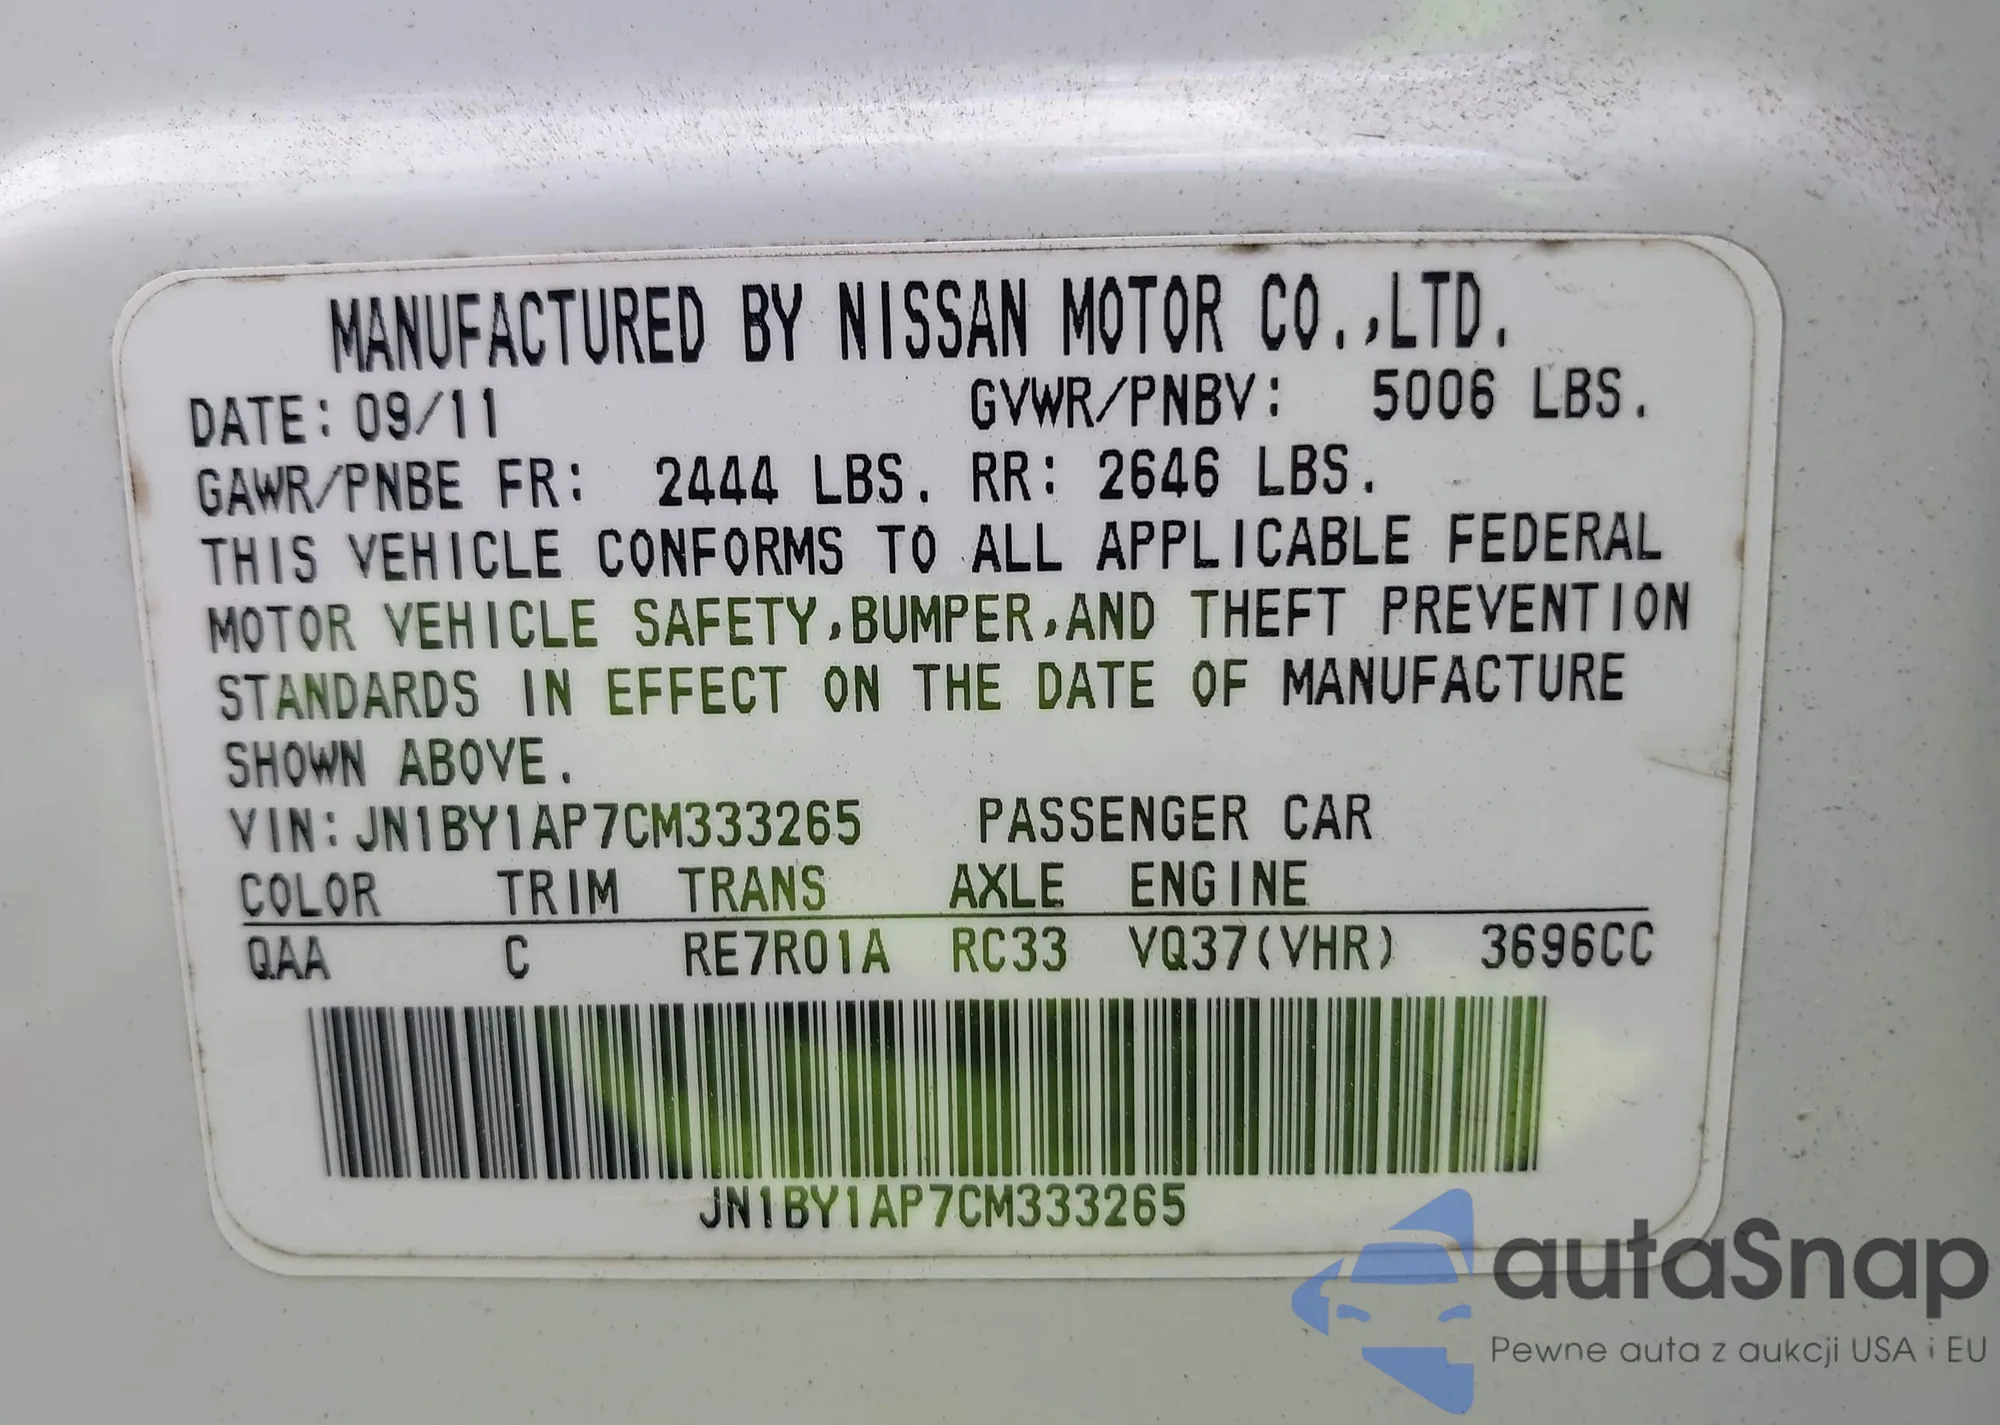 MANUFACTURED BY NISSAN MOTOR CO.,LTD.
DATE: 09/11 GVWR/PNBV: 5006 LBS.
GAWR/PNBE FR: 2444 LBS. RR: 2646 LBS.
THIS VEHICLE CONFORMS TO ALL APPLICABLE FEDERAL
MOTOR VEHICLE SAFETY,BUMPER,AND THEFT PREVENTION
STANDARDS IN EFFECT ON THE DATE OF MANUFACTURE
SHOWN ABOVE.
VIN: JN1BY1AP7CM333265 PASSENGER CAR
COLOR TRIM TRANS AXLE ENGINE
QAA C RE7R01A RC33 VQ37(VHR) 3696CC
JN1BY1AP7CM333265
autaSnap
Pewne auta z aukcji USA i EU